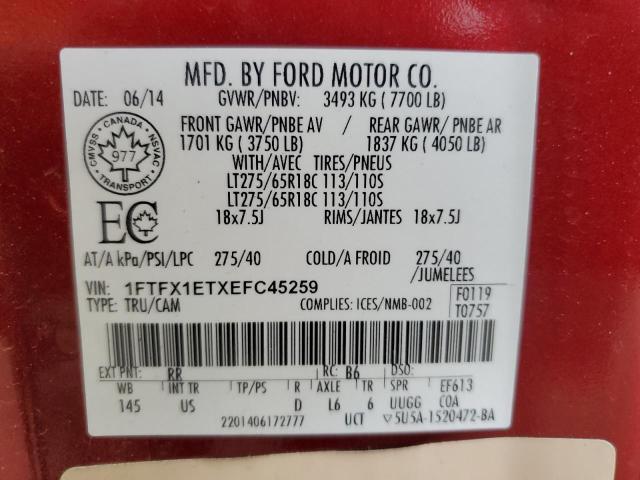 MFD. BY FORD MOTOR CO.
DATE: 06/14 GVWR/PNBV: 3493 KG ( 7700 LB)
FRONT GAWR/PNBE AV / REAR GAWR/ PNBE AR
1701 KG ( 3750 LB) 1837 KG ( 4050 LB)
WITH/AVEC TIRES/PNEUS
LT275/65R18C 113/110S
LT275/65R18C 113/110S
18x7.5J RIMS/JANTES 18x7.5J
CANADA
CMVSS NSVAC
977
TRANSPORT
EC
AT/A kPa/PSI/LPC 275/40 COLD/A FROID 275/40
/JUMELEES
VIN: 1FTFX1ETXEFC45259
TYPE: TRU/CAM COMPLIES: ICES/NMB-002
F0119
T0757
EXT PNT: RR RC: B6 DSO:
WB INT TR TP/PS R AXLE TR SPR EF613
145 US D L6 6 UUGG COA
2201406172777 UCT ▽5U5A-1520472-BA